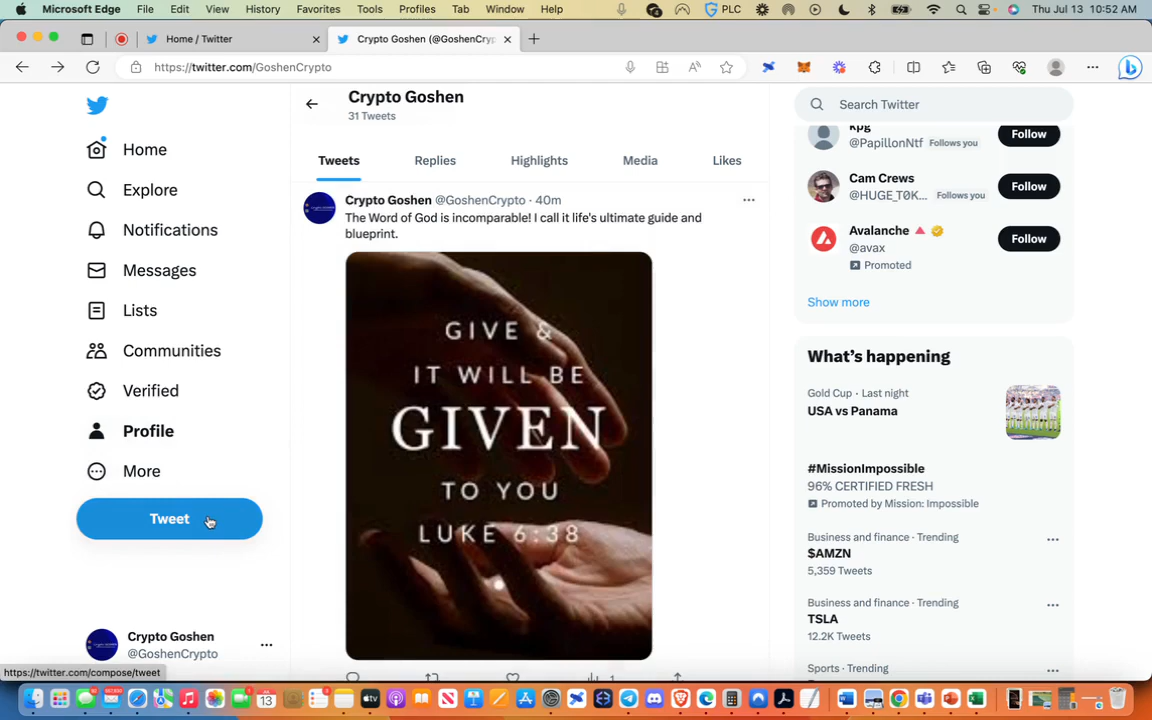 Microsoft Edge File Edit View History Favorites Tools Profiles Tab Window Help PLC Thu Jul 13 10:52 AM
Home / Twitter Crypto Goshen (@GoshenCryp
https://twitter.com/GoshenCrypto
Crypto Goshen
31 Tweets
Search Twitter
Home
Explore
Notifications
Messages
Lists
Communities
Verified
Profile
More
Tweet
Crypto Goshen
@GoshenCrypto
https://twitter.com/compose/tweet
Tweets Replies Highlights Media Likes
Crypto Goshen @GoshenCrypto · 40m
The Word of God is incomparable! I call it life's ultimate guide and
blueprint.
GIVE &
IT WILL BE
GIVEN
TO YOU
LUKE 6:38
1
kpg
@PapillonNtf Follows you
Follow
Cam Crews
@HUGE_T0K... Follows you
Follow
Avalanche
@avax
Promoted
Follow
Show more
What's happening
Gold Cup · Last night
USA vs Panama
#MissionImpossible
96% CERTIFIED FRESH
Promoted by Mission: Impossible
Business and finance · Trending
$AMZN
5,359 Tweets
Business and finance · Trending
TSLA
12.2K Tweets
Sports · Trending